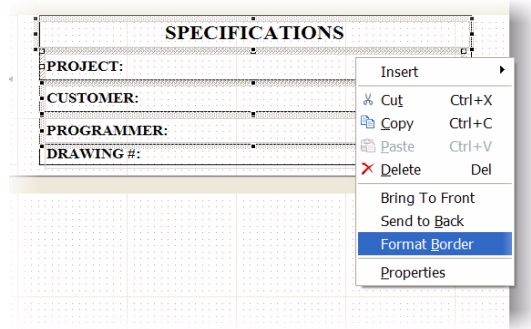 SPECIFICATIONS
PROJECT:
CUSTOMER:
PROGRAMMER:
DRAWING #:
Insert
Cut Ctrl+X
Copy Ctrl+C
Paste Ctrl+V
Delete Del
Bring To Front
Send to Back
Format Border
Properties